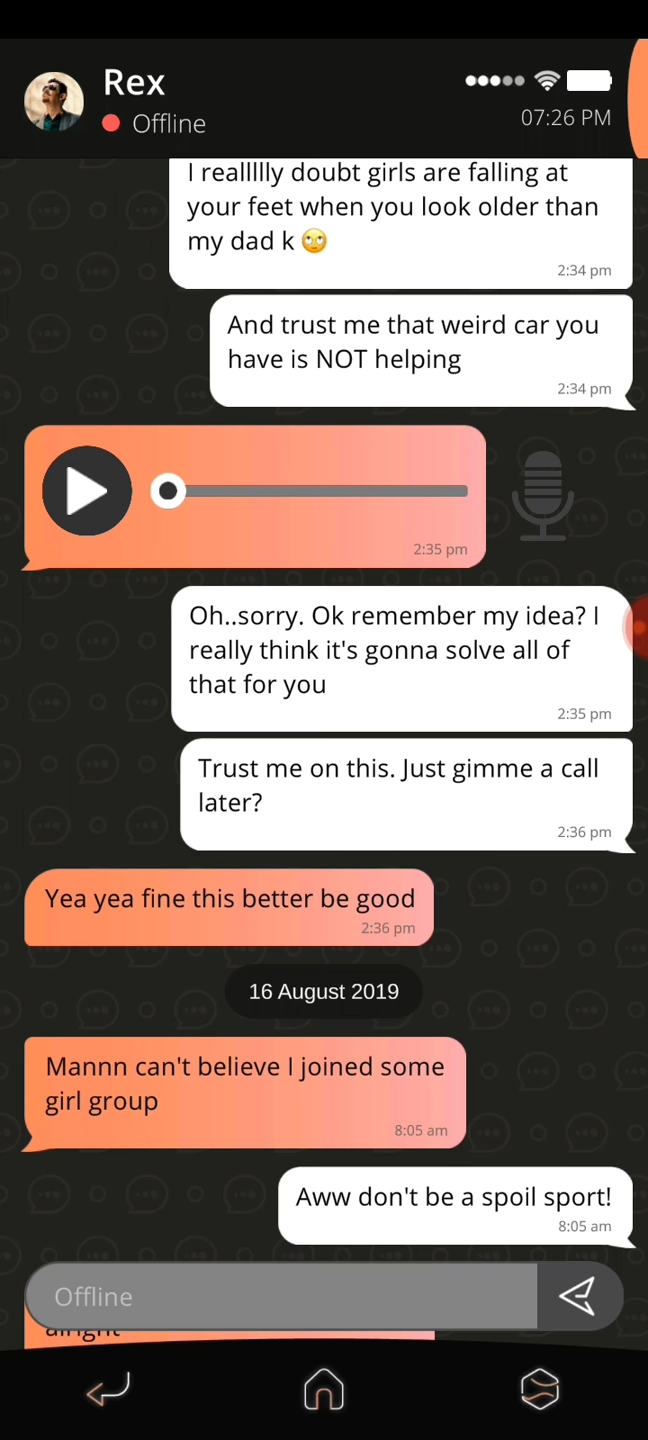 Rex
Offline
07:26 PM
I reallllly doubt girls are falling at
your feet when you look older than
my dad k 🙄
2:34 pm
And trust me that weird car you
have is NOT helping
2:34 pm
2:35 pm
Oh..sorry. Ok remember my idea? I
really think it's gonna solve all of
that for you
2:35 pm
Trust me on this. Just gimme a call
later?
2:36 pm
Yea yea fine this better be good
2:36 pm
16 August 2019
Mannn can't believe I joined some
girl group
8:05 am
Aww don't be a spoil sport!
8:05 am
Offline
alright